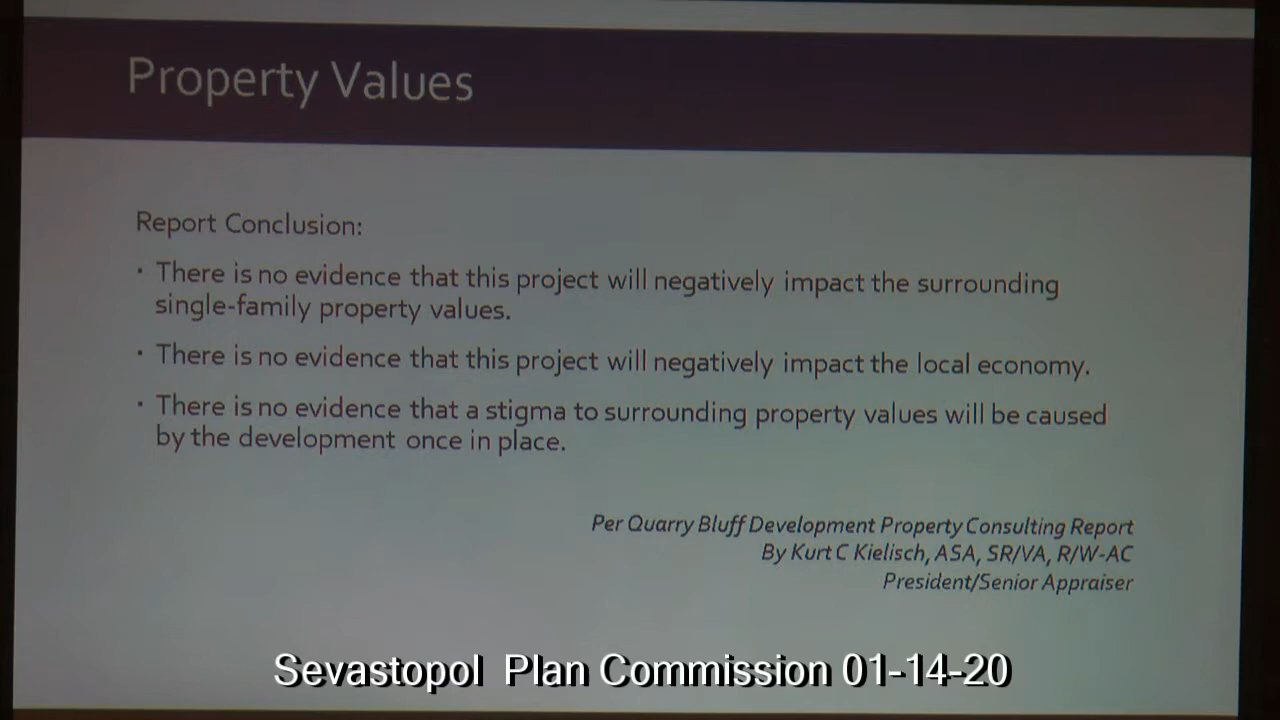 Property Values
Report Conclusion:
· There is no evidence that this project will negatively impact the surrounding
single-family property values.
· There is no evidence that this project will negatively impact the local economy.
· There is no evidence that a stigma to surrounding property values will be caused
by the development once in place.
Per Quarry Bluff Development Property Consulting Report
By Kurt C Kielisch, ASA, SR/VA, R/W-AC
President/Senior Appraiser
Sevastopol Plan Commission 01-14-20